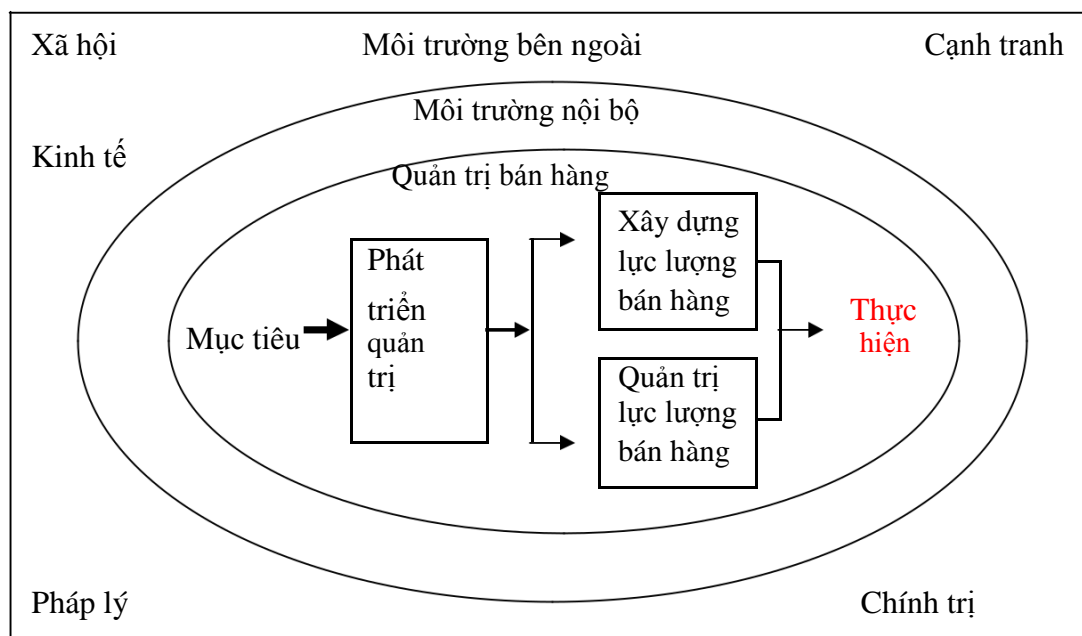 Xã hội
Môi trường bên ngoài
Cạnh tranh
Môi trường nội bộ
Kinh tế
Quản trị bán hàng
Mục tiêu
Phát
triển
quản
trị
Xây dựng
lực lượng
bán hàng
Quản trị
lực lượng
bán hàng
Thực
hiện
Pháp lý
Chính trị